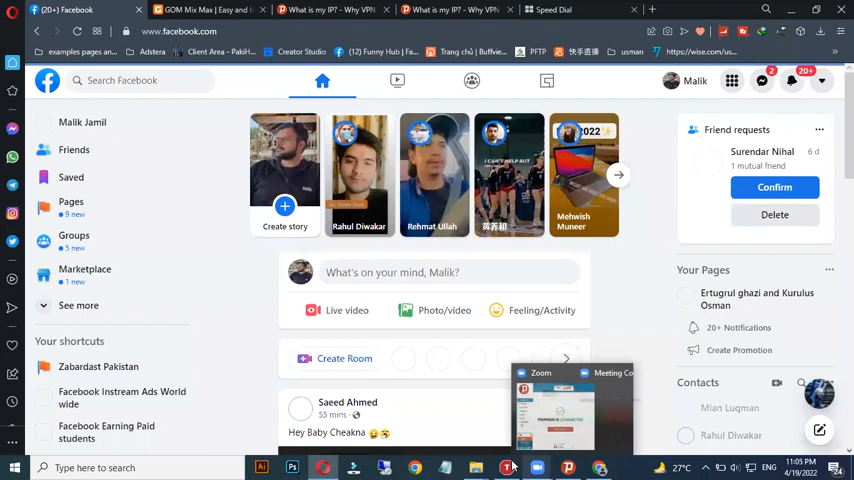 (20+) Facebook
GOM Mix Max | Easy and
What is my IP? - Why VPN
What is my IP? - Why VPN
Speed Dial
www.facebook.com
examples pages
Adstera
Client Area - PakiH...
Creator Studio
(12) Funny Hub | Fa...
Trang chủ | Buffvie...
PFTP
快手直播
usman
https://wise.com/us...
Search Facebook
Malik
2
20+
Malik Jamil
Friends
Saved
Pages
9 new
Groups
5 new
Marketplace
1 new
See more
Your shortcuts
Zabardast Pakistan
Facebook Instream Ads World
wide
Facebook Earning Paid
students
Create story
Rahul Diwakar
Rehmat Ullah
I CAN'T HELP BUT
黄荞和
2022
Mehwish
Muneer
What's on your mind, Malik?
Live video
Photo/video
Feeling/Activity
Create Room
Saeed Ahmed
55 mins
Hey Baby Cheakna
Friend requests
Surendar Nihal
6 d
1 mutual friend
Confirm
Delete
Your Pages
Ertugrul ghazi and Kurulus
Osman
20+ Notifications
Create Promotion
Contacts
Mian Luqman
Rahul Diwakar
Zoom
Meeting Co
Type here to search
27°C
ENG
11:05 PM
4/19/2022
24